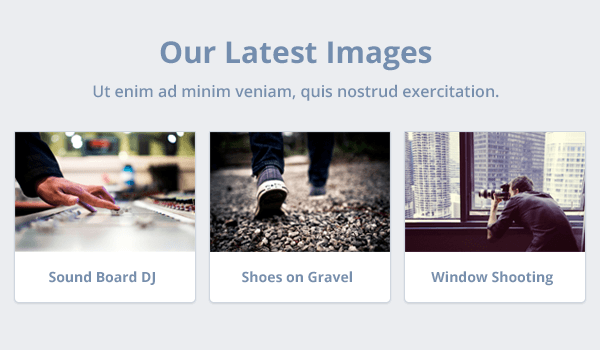 Our Latest Images
Ut enim ad minim veniam, quis nostrud exercitation.
Sound Board DJ
Shoes on Gravel
Window Shooting